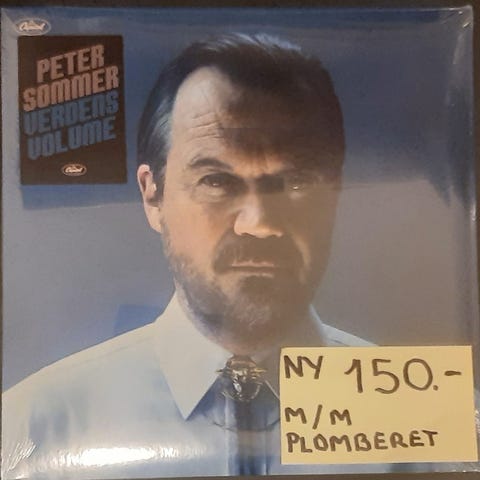 Capitol
PETER
SOMMER
VERDENS
VOLUME
Capitol
NY 150.-
M/M
PLOMBERET